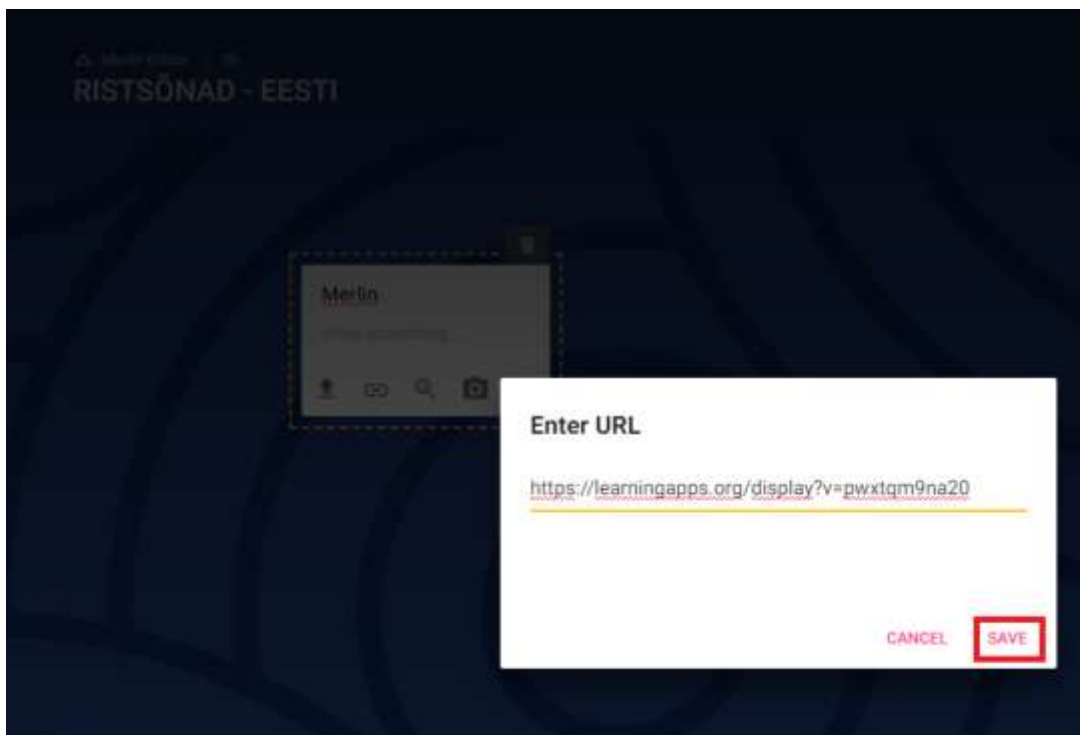 RISTSÕNAD - EESTI
Merlin
Enter URL
https://learningapps.org/display?v=pwxtqm9na20
CANCEL
SAVE